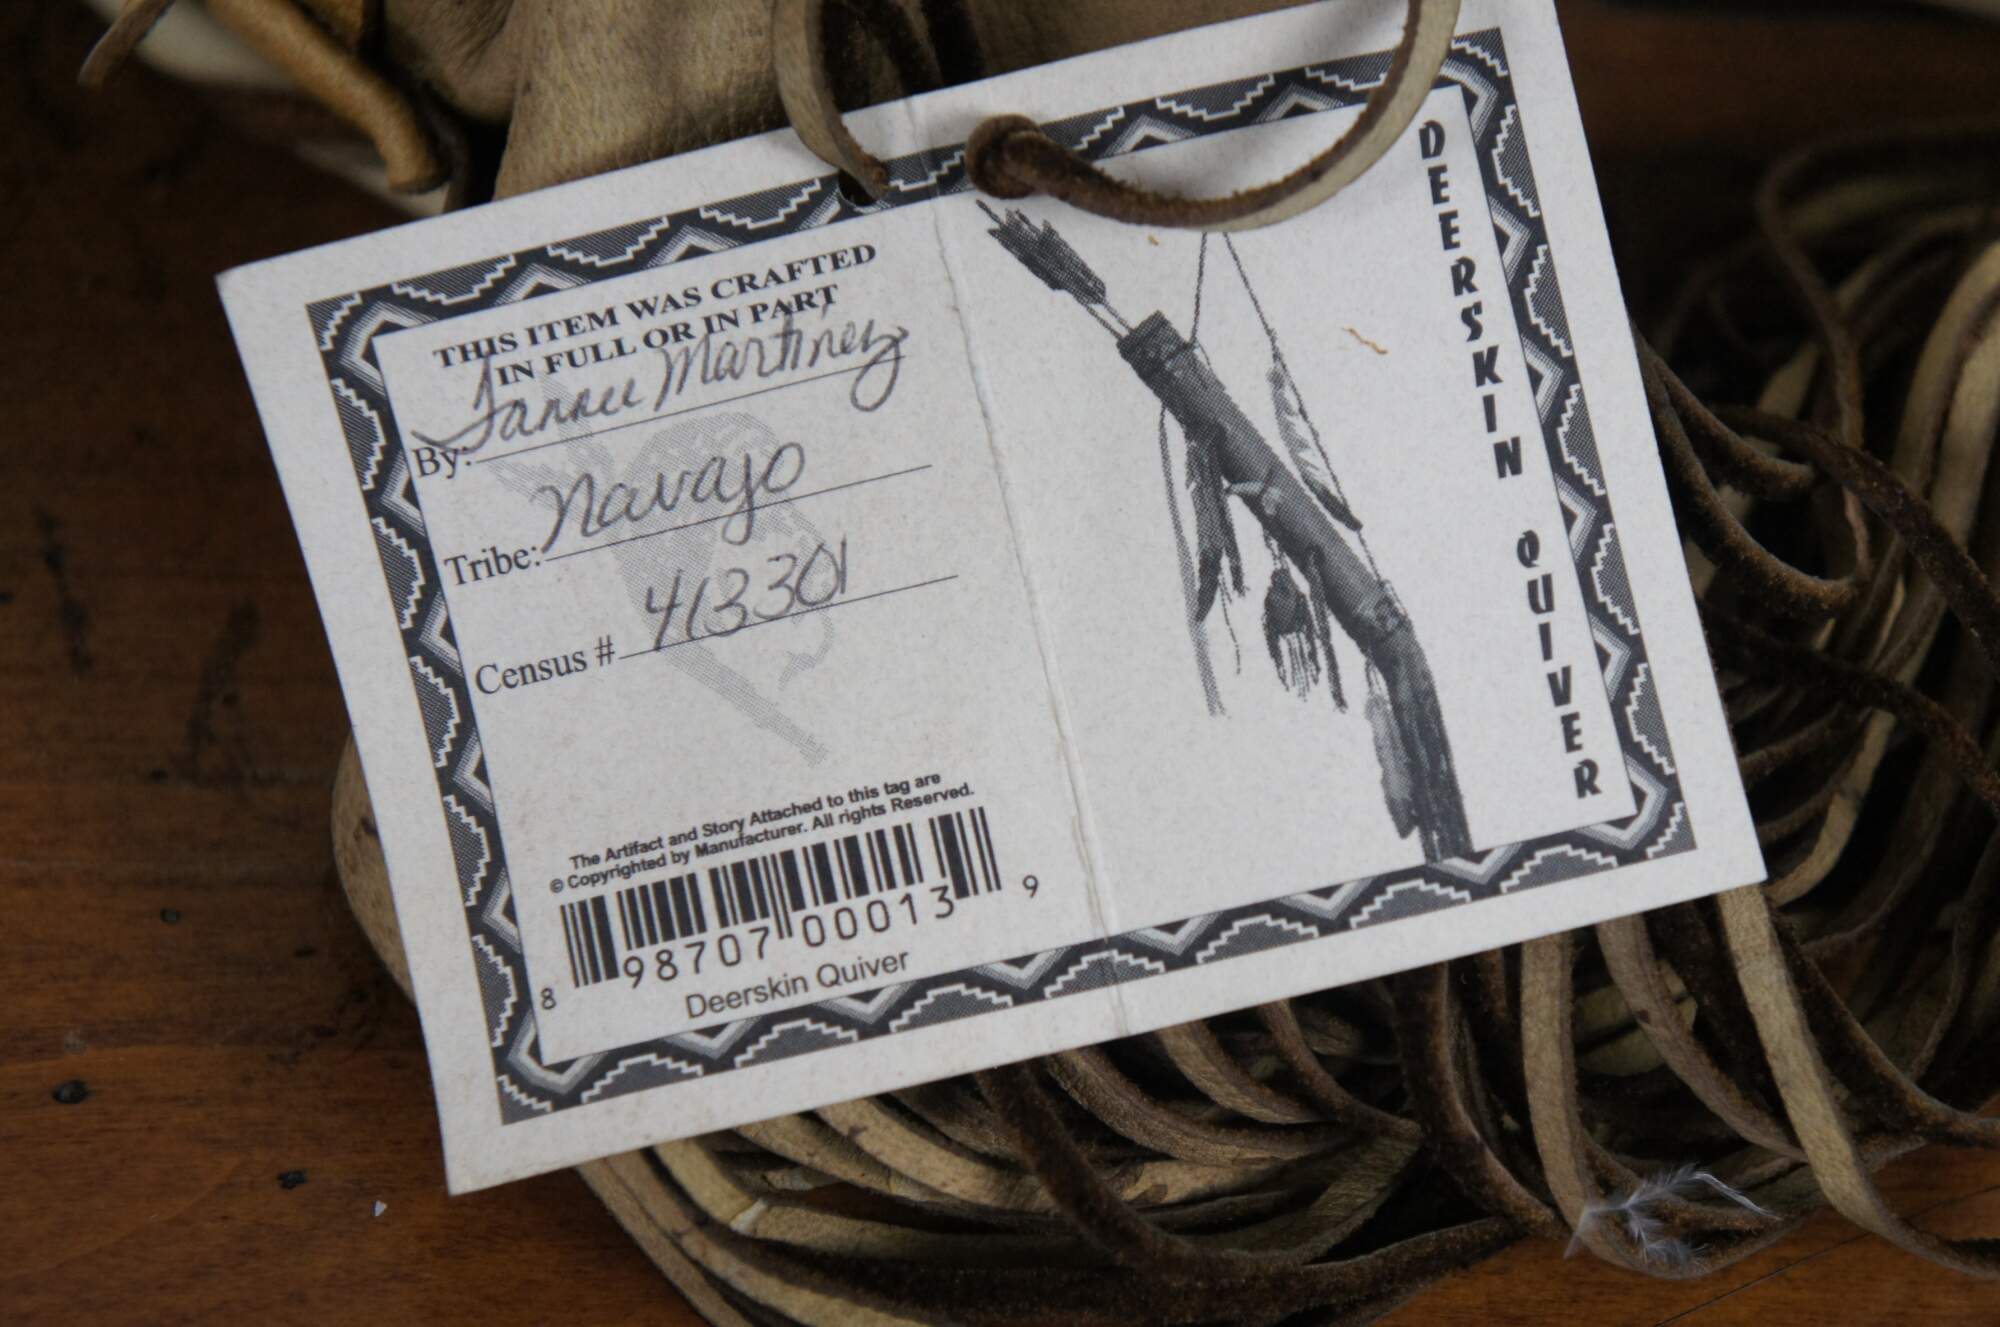 THIS ITEM WAS CRAFTED
IN FULL OR IN PART
By: Martinez
Tribe: Navajo
Census # 413301
The Artifact and Story Attached to this tag are
© Copyrighted by Manufacturer. All rights Reserved.
8 98707 00013 9
Deerskin Quiver
DEERSKIN QUIVER